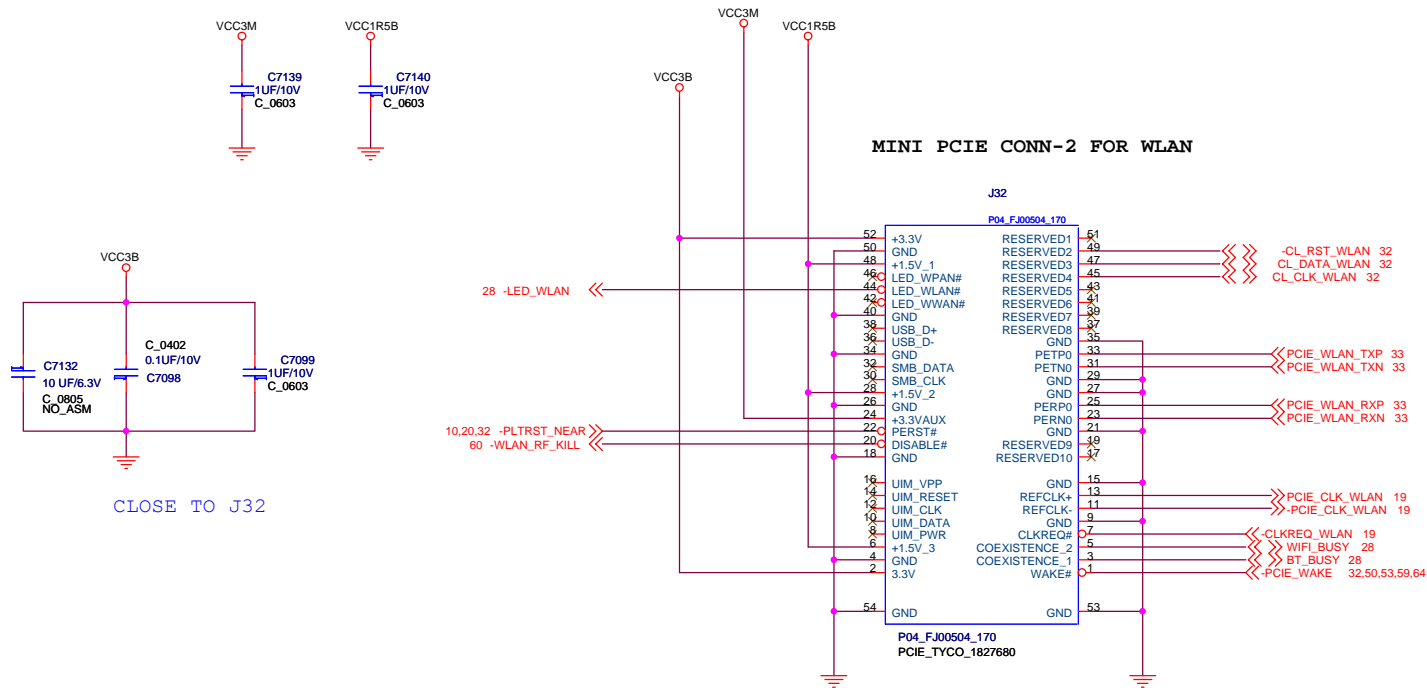 VCC3M
VCC1R5B
C7139
1UF/10V
C_0603
C7140
1UF/10V
C_0603
VCC3B
C7132
10 UF/6.3V
C_0805
NO_ASM
C_0402
0.1UF/10V
C7098
C7099
1UF/10V
C_0603
CLOSE TO J32
VCC3M
VCC1R5B
VCC3B
MINI PCIE CONN-2 FOR WLAN
J32
P04_FJ00504_170
52 +3.3V RESERVED1 51
50 GND RESERVED2 49 -CL_RST_WLAN 32
48 +1.5V_1 RESERVED3 47 CL_DATA_WLAN 32
46 LED_WPAN# RESERVED4 45 CL_CLK_WLAN 32
28 -LED_WLAN 44 LED_WLAN# RESERVED5 43
42 LED_WWAN# RESERVED6 41
40 GND RESERVED7 39
38 USB_D+ RESERVED8 37
36 USB_D- GND 35
34 GND PETP0 33 PCIE_WLAN_TXP 33
32 SMB_DATA PETN0 31 PCIE_WLAN_TXN 33
30 SMB_CLK GND 29
28 +1.5V_2 GND 27
26 GND PERP0 25 PCIE_WLAN_RXP 33
24 +3.3VAUX PERN0 23 PCIE_WLAN_RXN 33
10,20,32 -PLTRST_NEAR 22 PERST# GND 21
60 -WLAN_RF_KILL 20 DISABLE# RESERVED9 19
18 GND RESERVED10 17
16 UIM_VPP GND 15
14 UIM_RESET REFCLK+ 13 PCIE_CLK_WLAN 19
12 UIM_CLK REFCLK- 11 -PCIE_CLK_WLAN 19
10 UIM_DATA GND 9
8 UIM_PWR CLKREQ# 7 -CLKREQ_WLAN 19
6 +1.5V_3 COEXISTENCE_2 5 WIFI_BUSY 28
4 GND COEXISTENCE_1 3 BT_BUSY 28
2 3.3V WAKE# 1 -PCIE_WAKE 32,50,53,59,64
54 GND GND 53
P04_FJ00504_170
PCIE_TYCO_1827680